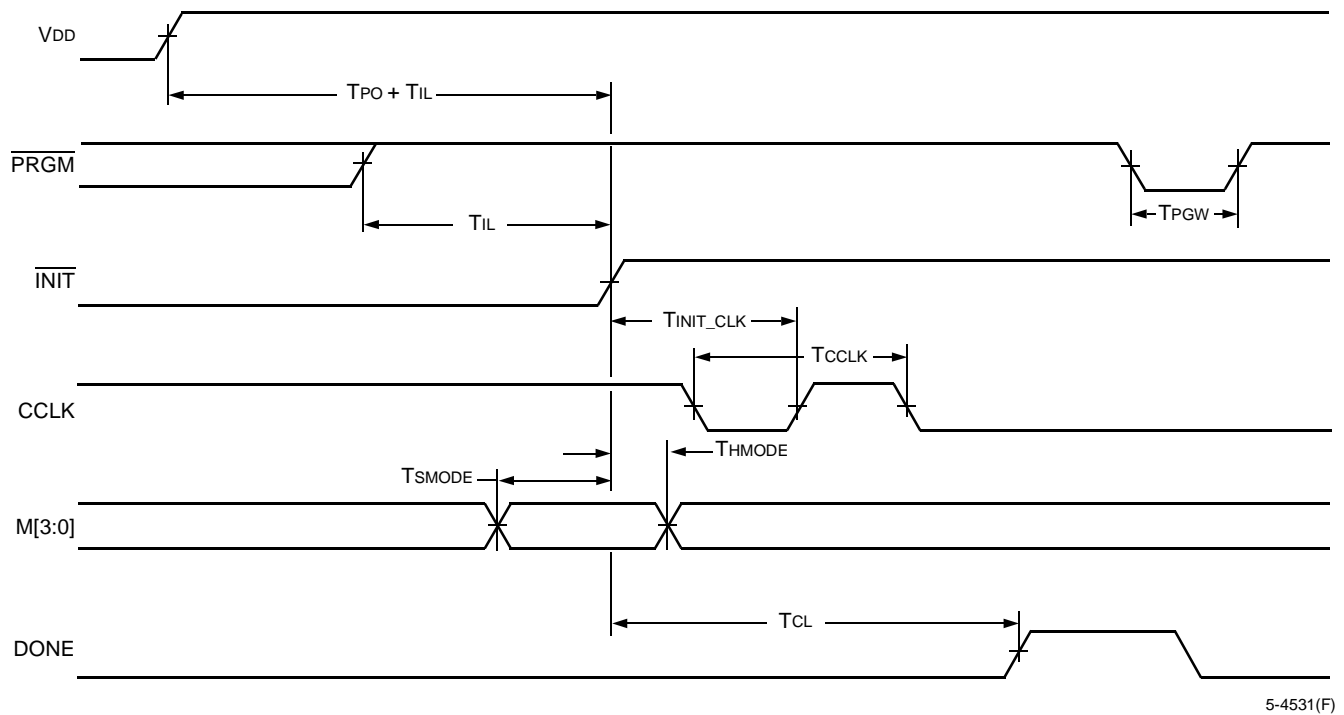 VDD
TPO + TIL
PRGM
TIL
TPGW
INIT
TINIT_CLK
TCCLK
CCLK
THMODE
TSMODE
M[3:0]
TCL
DONE
5-4531(F)